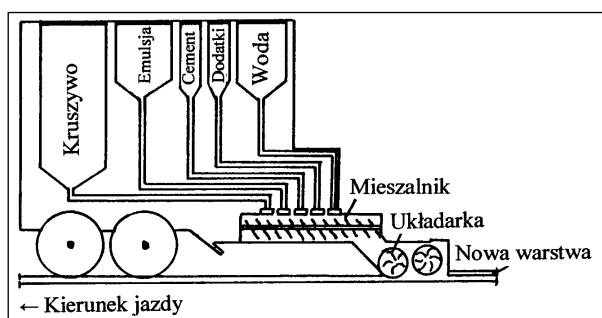 Kruszywo
Emulsja
Cement
Dodatki
Woda
Mieszalnik
Układarka
Nowa warstwa
← Kierunek jazdy